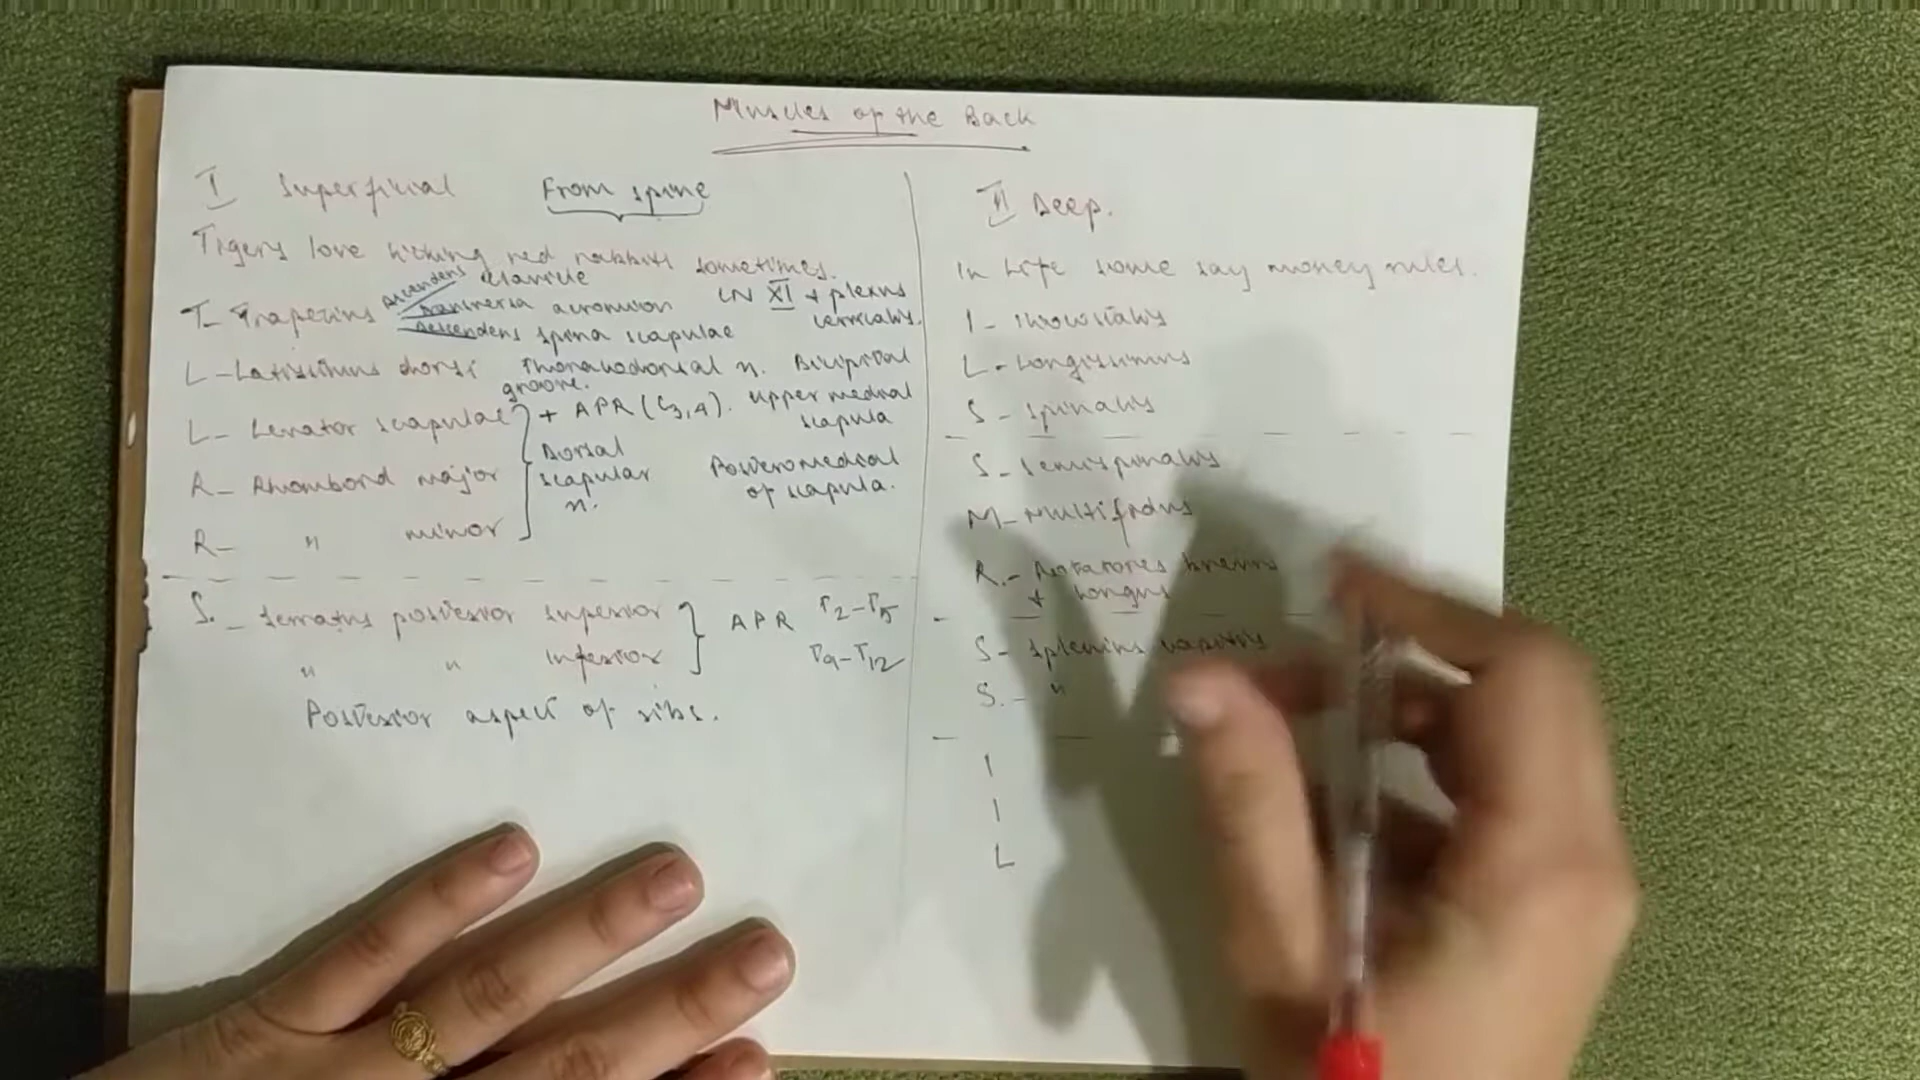 Muscles of the Back
I Superficial From spine
Tigers love kicking red rabbits sometimes.
T- Trapezius Ascendens clavicle
Transversa acromion CN XI + plexus
Descendens spina scapulae cervicalis.
L- Latissimus dorsi Thoracodorsal n. Bicipital
groove.
L- Levator scapulae + APR (C3,4). upper medial
scapula
R- Rhomboid major Dorsal scapular n. Posteromedial
of scapula.
R- " minor
S.- Serratus posterior superior APR T2-T5
" " inferior T9-T12
Posterior aspect of ribs.
II Deep.
In life some say money rules.
I- Iliocostalis
L- Longissimus
S- Spinalis
S- Semispinalis
M- Multifidus
R.- Rotatores brevis
+ longus
S- Splenius capitis
S.- "
I
I
L